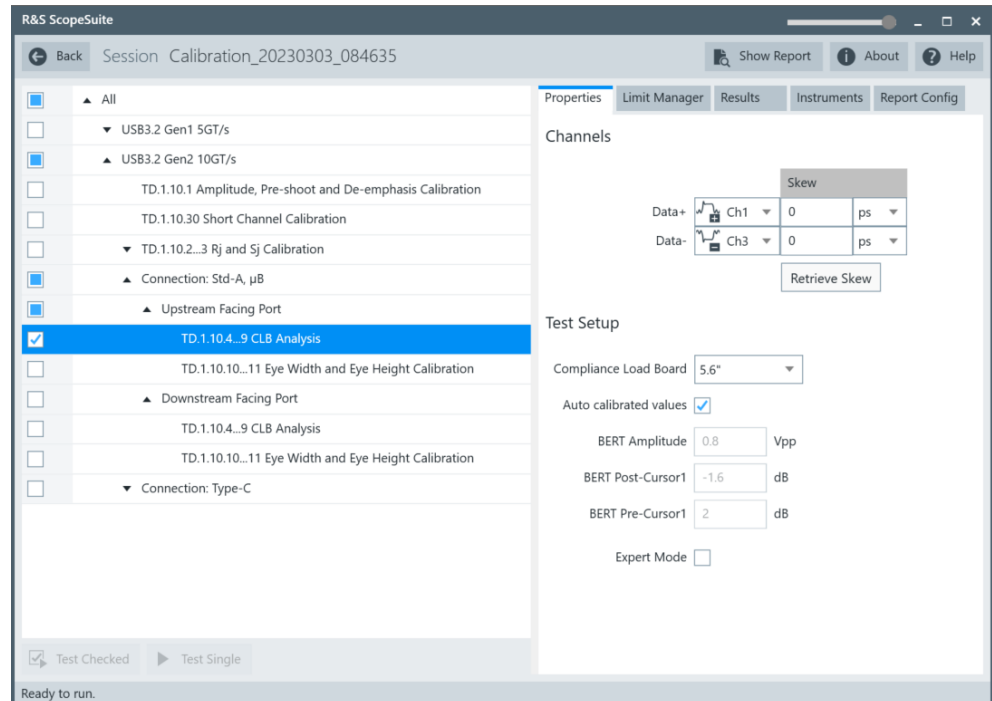 R&S ScopeSuite
Back Session Calibration_20230303_084635 Show Report About Help
All
USB3.2 Gen1 5GT/s
USB3.2 Gen2 10GT/s
TD.1.10.1 Amplitude, Pre-shoot and De-emphasis Calibration
TD.1.10.30 Short Channel Calibration
TD.1.10.2...3 Rj and Sj Calibration
Connection: Std-A, µB
Upstream Facing Port
TD.1.10.4...9 CLB Analysis
TD.1.10.10...11 Eye Width and Eye Height Calibration
Downstream Facing Port
TD.1.10.4...9 CLB Analysis
TD.1.10.10...11 Eye Width and Eye Height Calibration
Connection: Type-C
Test Checked Test Single
Properties Limit Manager Results Instruments Report Config
Channels
Skew
Data+ Ch1 0 ps
Data- Ch3 0 ps
Retrieve Skew
Test Setup
Compliance Load Board 5.6"
Auto calibrated values
BERT Amplitude 0.8 Vpp
BERT Post-Cursor1 -1.6 dB
BERT Pre-Cursor1 2 dB
Expert Mode
Ready to run.